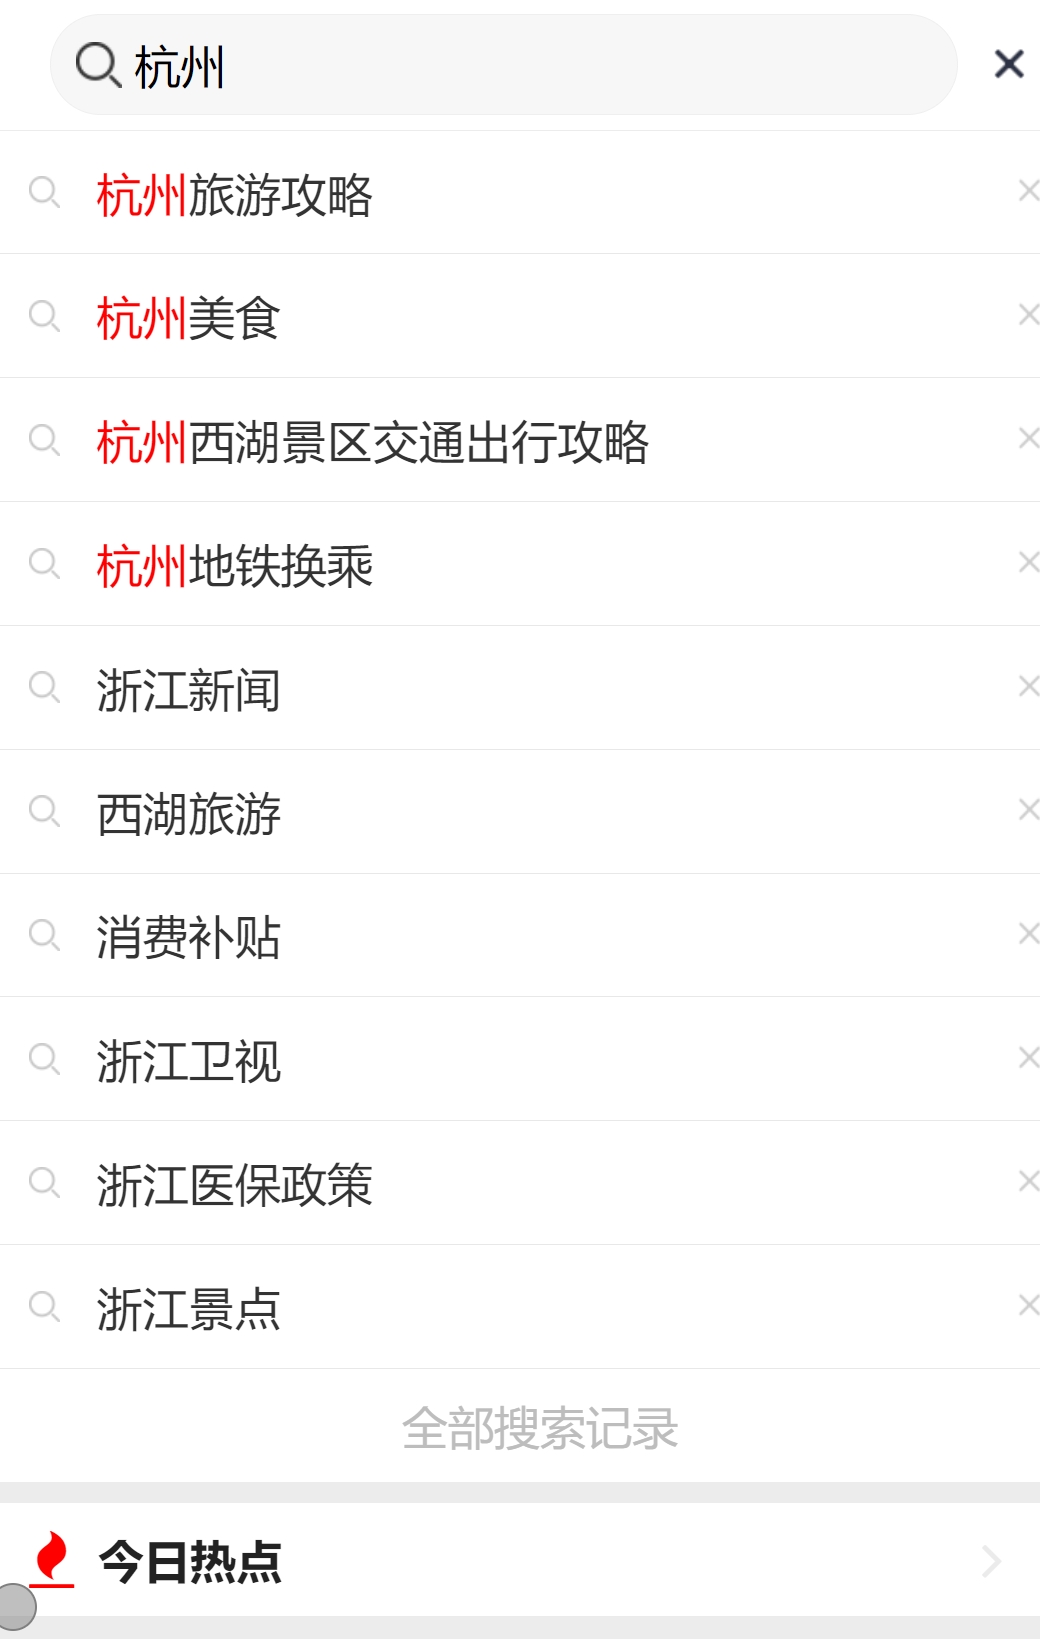 杭州
杭州旅游攻略
杭州美食
杭州西湖景区交通出行攻略
杭州地铁换乘
浙江新闻
西湖旅游
消费补贴
浙江卫视
浙江医保政策
浙江景点
全部搜索记录
今日热点